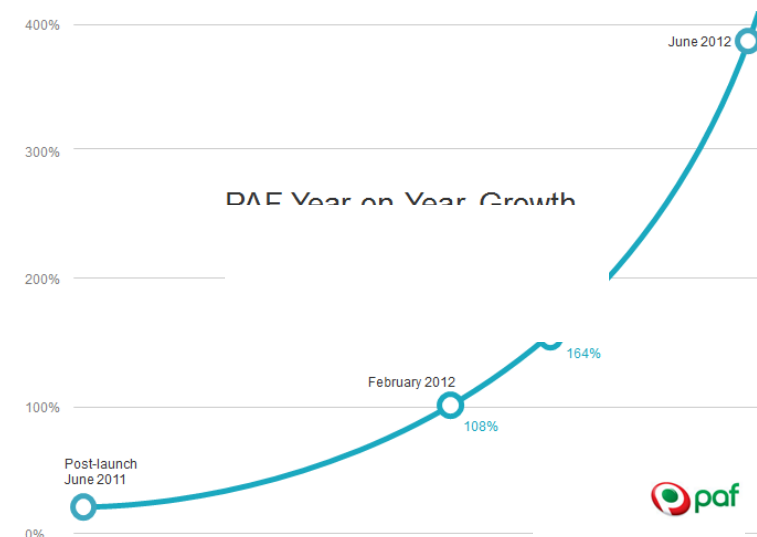 400%
June 2012
300%
PAF Year on Year Growth
200%
164%
February 2012
100%
108%
Post-launch
June 2011
0%
paf